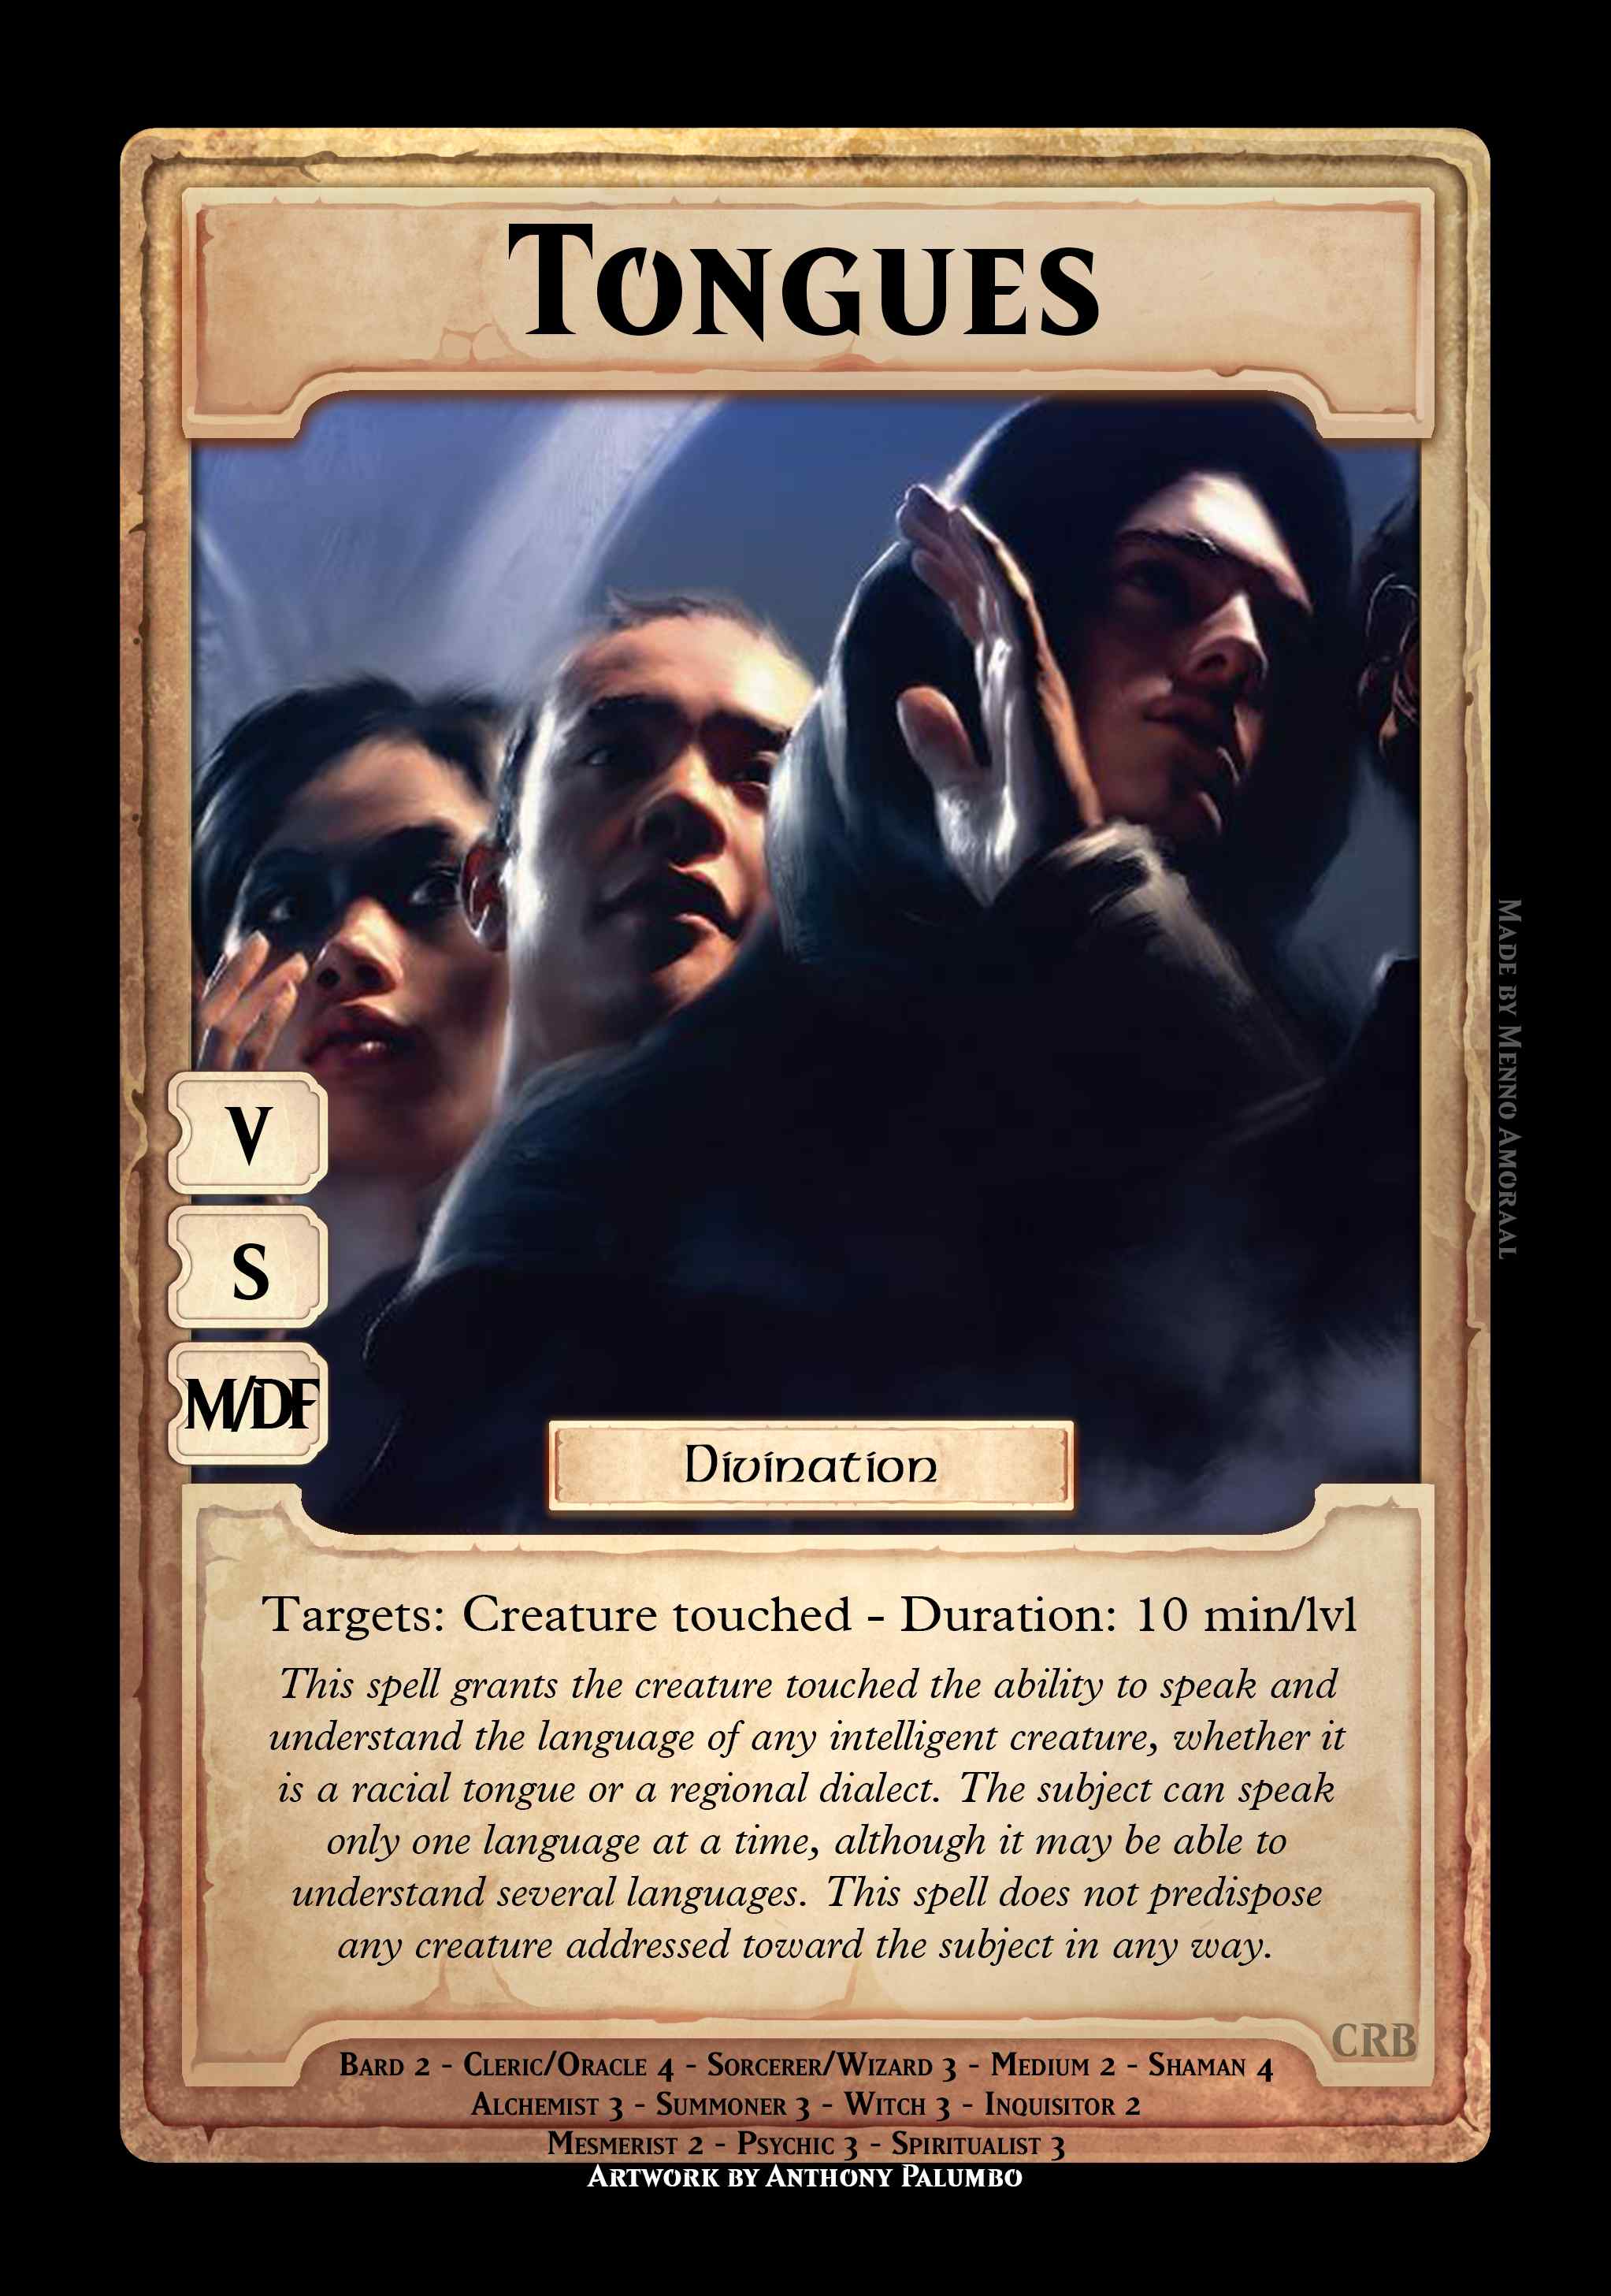 Tongues
V
S
M/DF
Divination
Targets: Creature touched - Duration: 10 min/lvl
This spell grants the creature touched the ability to speak and
understand the language of any intelligent creature, whether it
is a racial tongue or a regional dialect. The subject can speak
only one language at a time, although it may be able to
understand several languages. This spell does not predispose
any creature addressed toward the subject in any way.
CRB
Bard 2 - Cleric/Oracle 4 - Sorcerer/Wizard 3 - Medium 2 - Shaman 4
Alchemist 3 - Summoner 3 - Witch 3 - Inquisitor 2
Mesmerist 2 - Psychic 3 - Spiritualist 3
Artwork by Anthony Palumbo
Made by Menno Amoraal